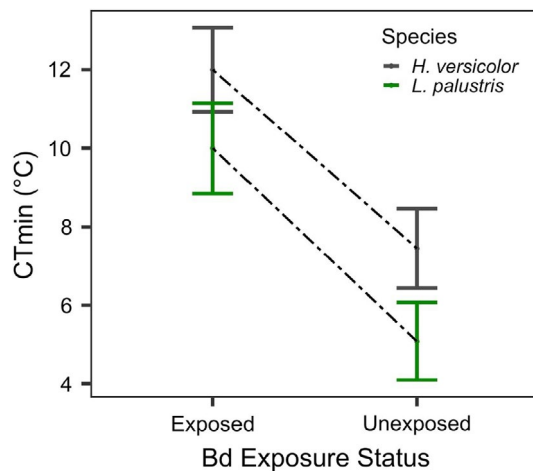 Species
H. versicolor
L. palustris
12
10
8
6
4
CTmin (°C)
Exposed
Unexposed
Bd Exposure Status